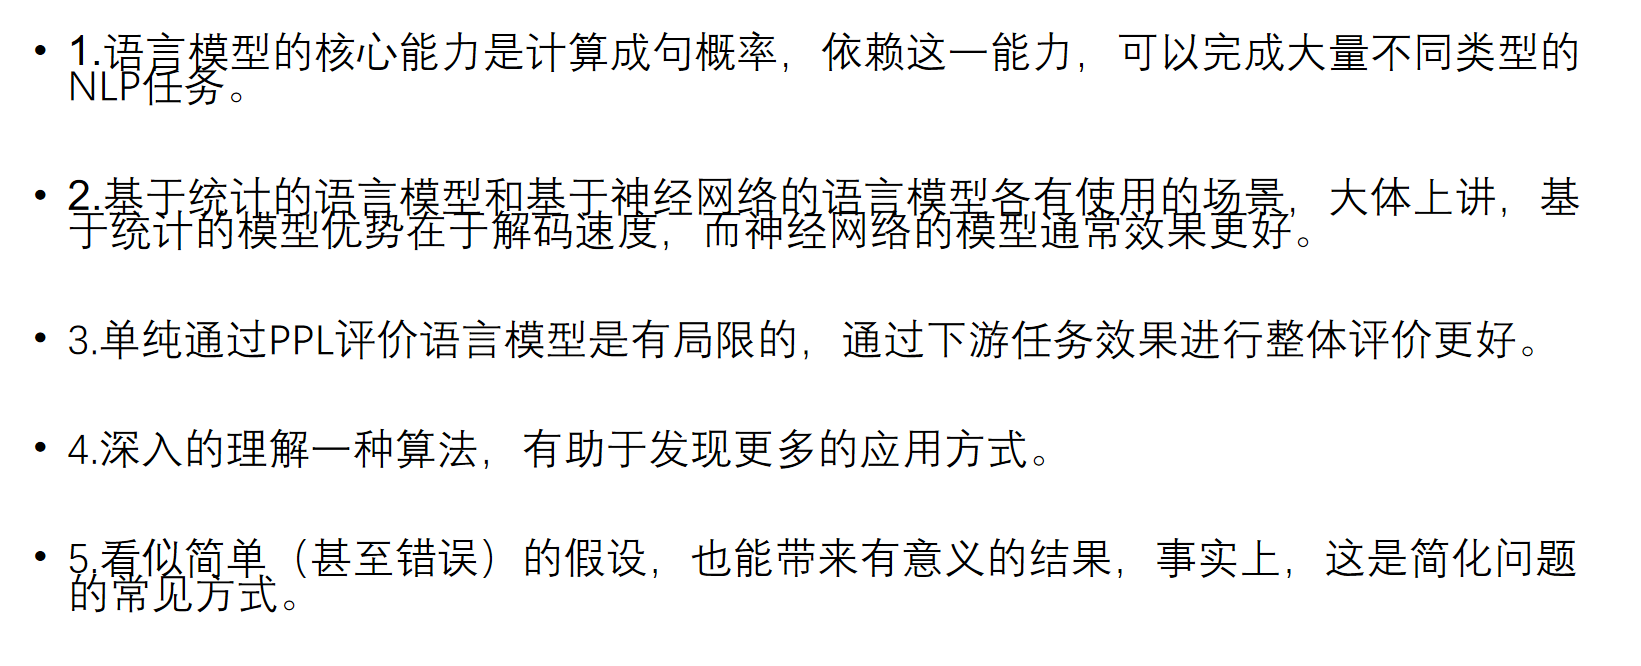 • 1.语言模型的核心能力是计算成句概率，依赖这一能力，可以完成大量不同类型的
NLP任务。
• 2.基于统计的语言模型和基于神经网络的语言模型各有使用的场景，大体上讲，基
于统计的模型优势在于解码速度，而神经网络的模型通常效果更好。
• 3.单纯通过PPL评价语言模型是有局限的，通过下游任务效果进行整体评价更好。
• 4.深入的理解一种算法，有助于发现更多的应用方式。
• 5.看似简单（甚至错误）的假设，也能带来有意义的结果，事实上，这是简化问题
的常见方式。